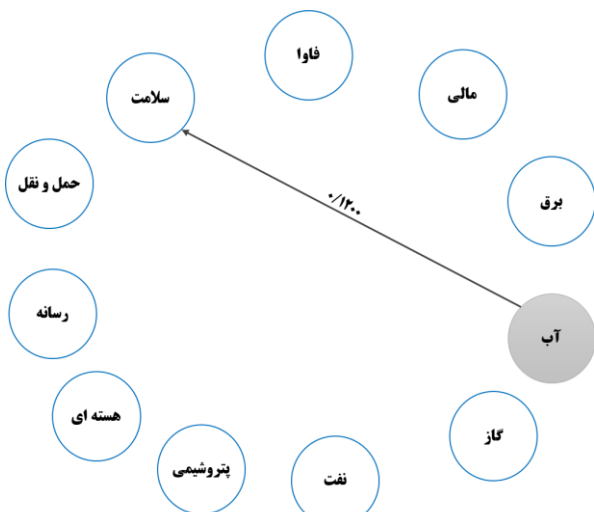 فاوا
مالی
سلامت
حمل و نقل
برق
۰/۱۲۰۰
رسانه
آب
هسته ای
گاز
پتروشیمی
نفت